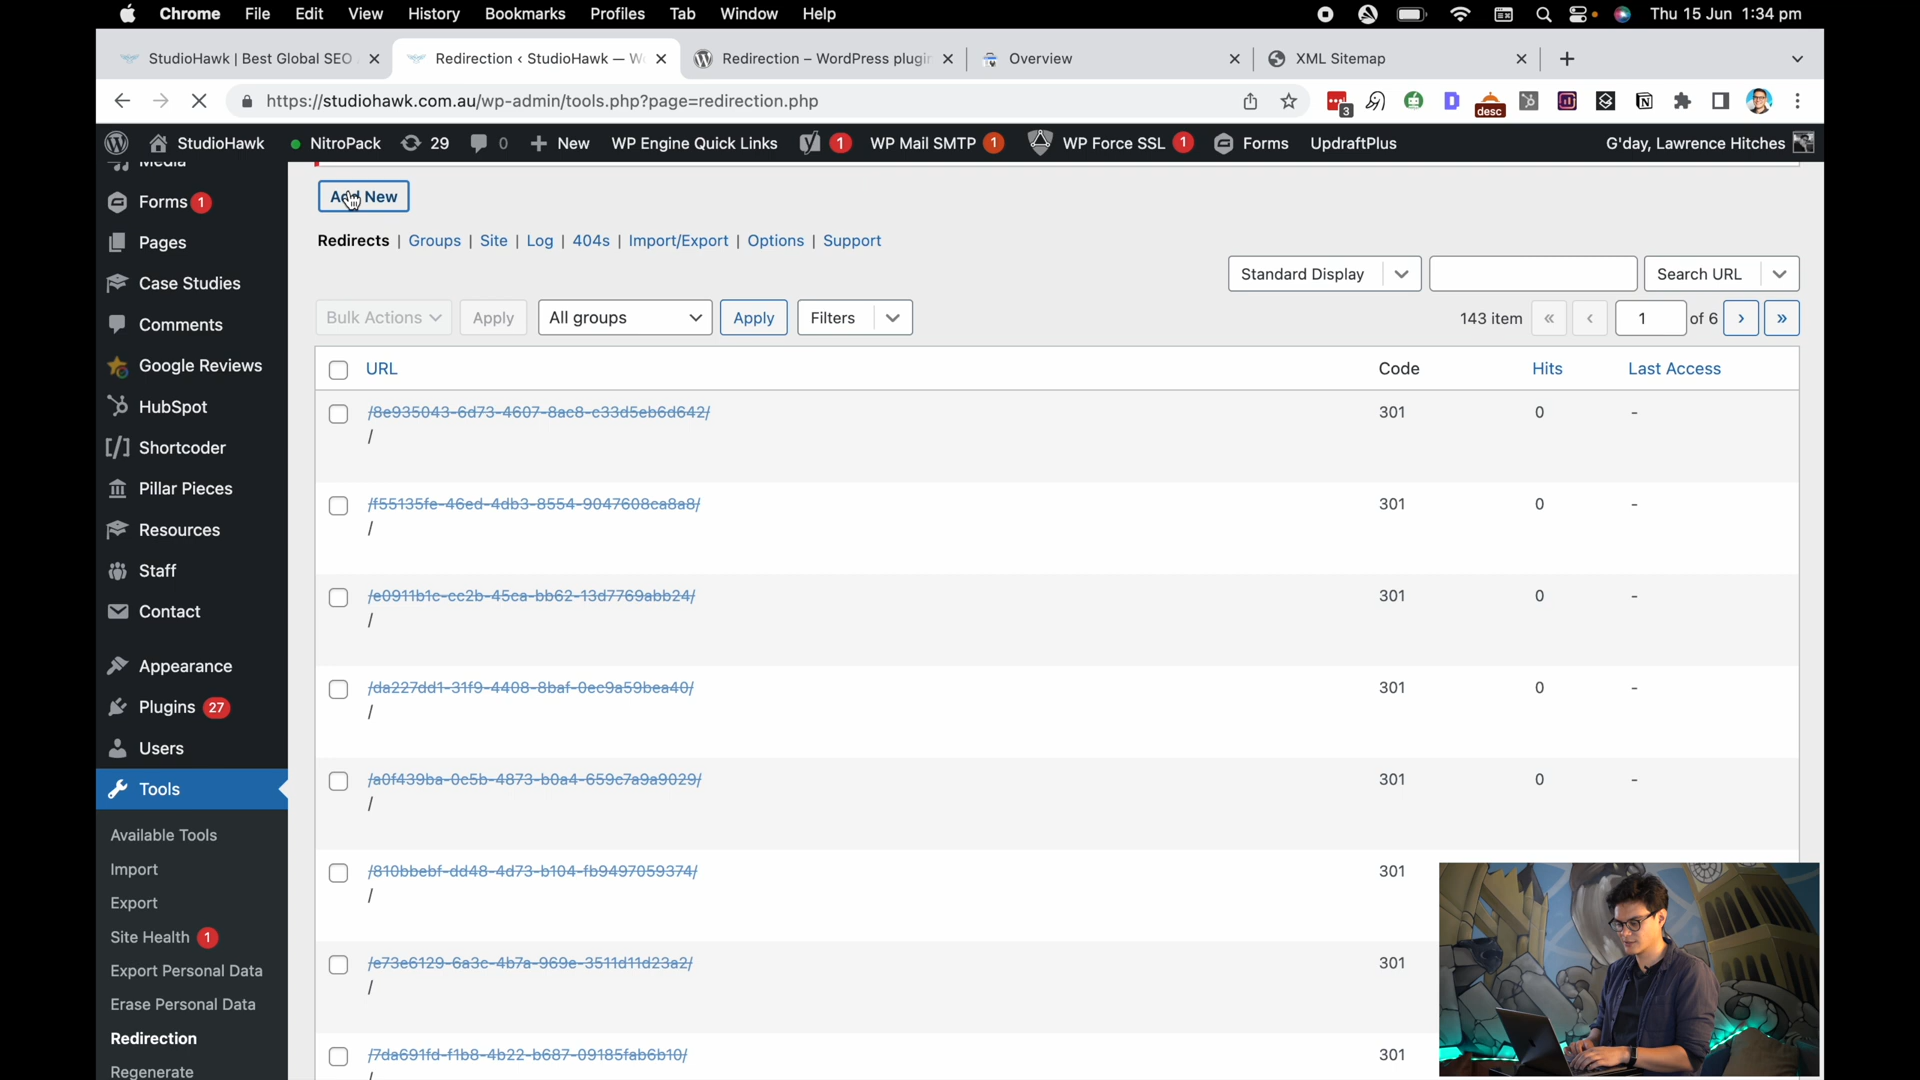 Chrome File Edit View History Bookmarks Profiles Tab Window Help Thu 15 Jun 1:34 pm
StudioHawk | Best Global SEO Redirection ‹ StudioHawk — W Redirection – WordPress plugin Overview XML Sitemap
https://studiohawk.com.au/wp-admin/tools.php?page=redirection.php 3 desc
StudioHawk NitroPack 29 0 New WP Engine Quick Links 1 WP Mail SMTP 1 WP Force SSL 1 Forms UpdraftPlus G'day, Lawrence Hitches
Media
Forms 1
Pages
Case Studies
Comments
Google Reviews
HubSpot
[/] Shortcoder
Pillar Pieces
Resources
Staff
Contact
Appearance
Plugins 27
Users
Tools
Available Tools
Import
Export
Site Health 1
Export Personal Data
Erase Personal Data
Redirection
Regenerate
Add New
Redirects | Groups | Site | Log | 404s | Import/Export | Options | Support
Standard Display Search URL
Bulk Actions Apply All groups Apply Filters 143 item « ‹ 1 of 6 › »
URL Code Hits Last Access
/8e935043-6d73-4607-8ac8-c33d5eb6d642/ 301 0 -
/
/f55135fe-46ed-4db3-8554-9047608ca8a8/ 301 0 -
/
/e0911b1c-cc2b-45ca-bb62-13d7769abb24/ 301 0 -
/
/da227dd1-31f9-4408-8baf-0ec9a59bea40/ 301 0 -
/
/a0f439ba-0c5b-4873-b0a4-659c7a9a9029/ 301 0 -
/
/810bbebf-dd48-4d73-b104-fb9497059374/ 301
/
/e73e6129-6a3c-4b7a-969e-3511d11d23a2/ 301
/
/7da691fd-f1b8-4b22-b687-09185fab6b10/ 301
/